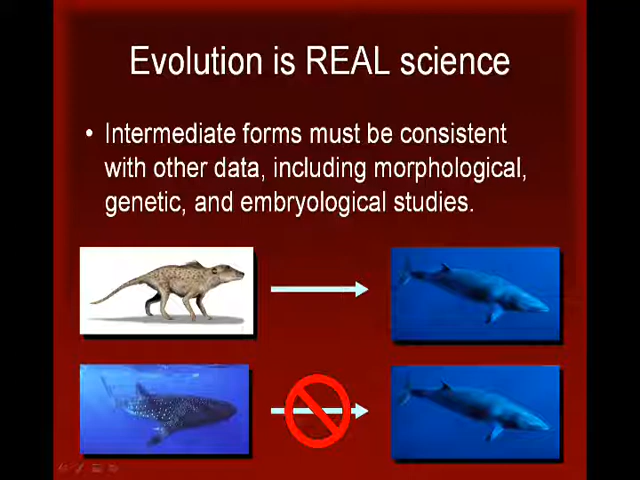 Evolution is REAL science
• Intermediate forms must be consistent
with other data, including morphological,
genetic, and embryological studies.